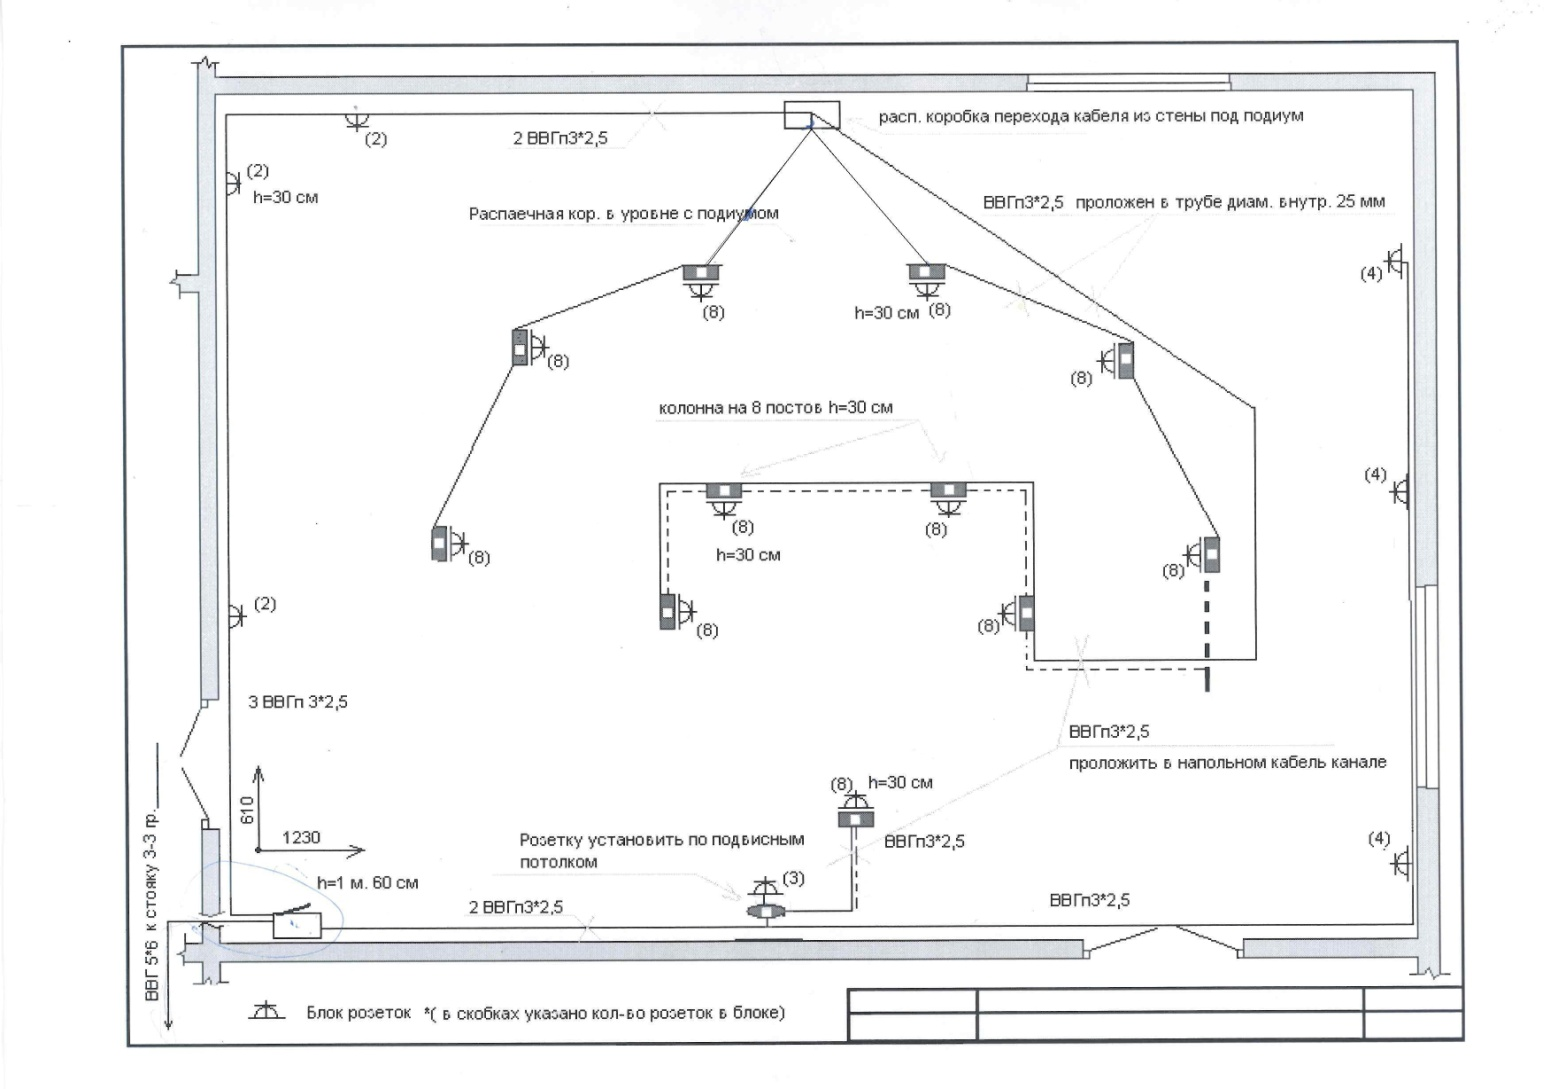 расп. коробка перехода кабеля из стены под подиум
(2)
2 ВВГп3*2,5
(2)
h=30 см
Распаечная кор. в уровне с подиумом
ВВГп3*2,5 проложен в трубе диам. внутр. 25 мм
(4)
(8)
h=30 см (8)
(8)
(8)
колонна на 8 постов h=30 см
(4)
(8)
(8)
h=30 см
(8)
(8)
(2)
(8)
(8)
3 ВВГп 3*2,5
ВВГп3*2,5
проложить в напольном кабель канале
(8) h=30 см
610
1230
Розетку установить по подвисным
потолком
ВВГп3*2,5
(4)
h=1 м. 60 см
(3)
2 ВВГп3*2,5
ВВГп3*2,5
ВВГ 5*6 к стояку 3-3 гр.
Блок розеток *( в скобках указано кол-во розеток в блоке)